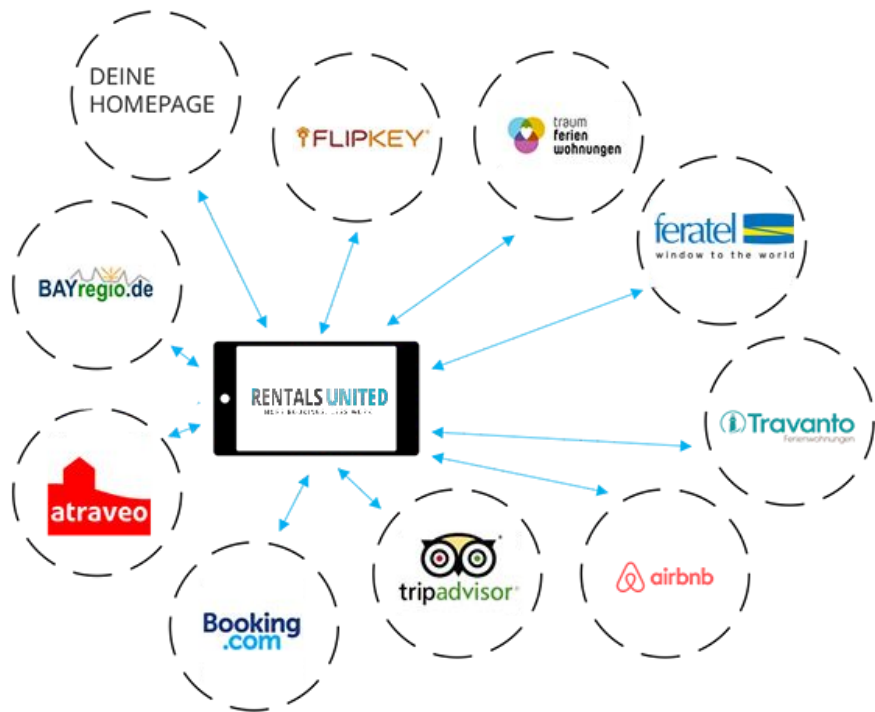 DEINE
HOMEPAGE
FLIPKEY
traum
ferien
wohnungen
feratel
window to the world
BAYregio.de
RENTALS UNITED
Travanto
Ferienwohnungen
atraveo
Booking
.com
tripadvisor
airbnb